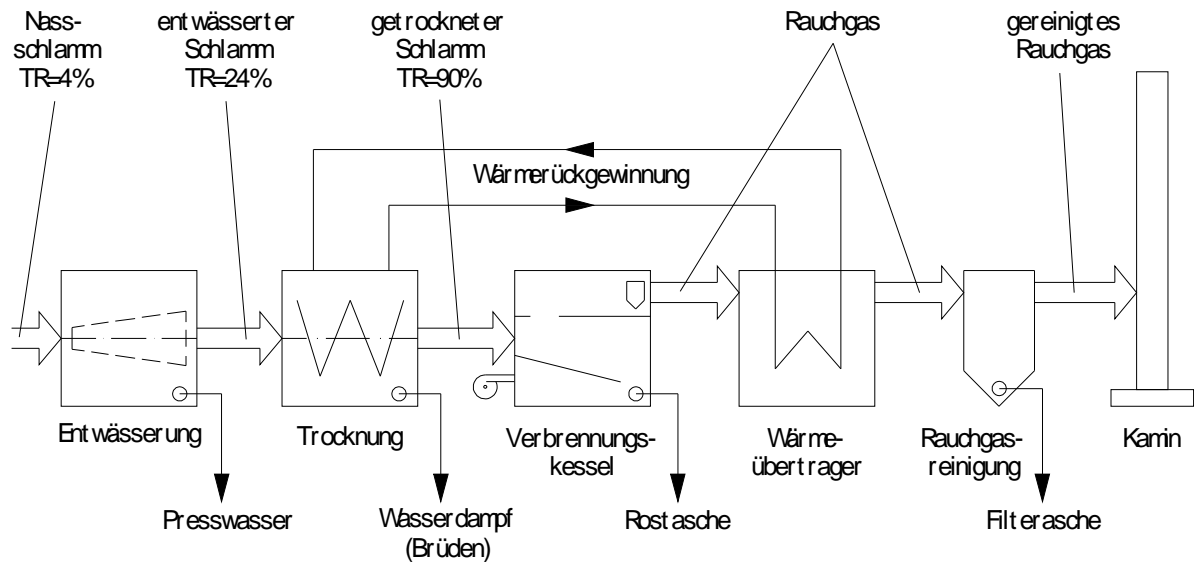 Nass-
schlamm
TR=4%
entwässerter
Schlamm
TR=24%
getrockneter
Schlamm
TR=90%
Rauchgas
gereinigtes
Rauchgas
Wärmerückgewinnung
Entwässerung
Trocknung
Verbrennungs-
kessel
Wärme-
übertrager
Rauchgas-
reinigung
Kamin
Presswasser
Wasserdampf
(Brüden)
Rostasche
Filterasche